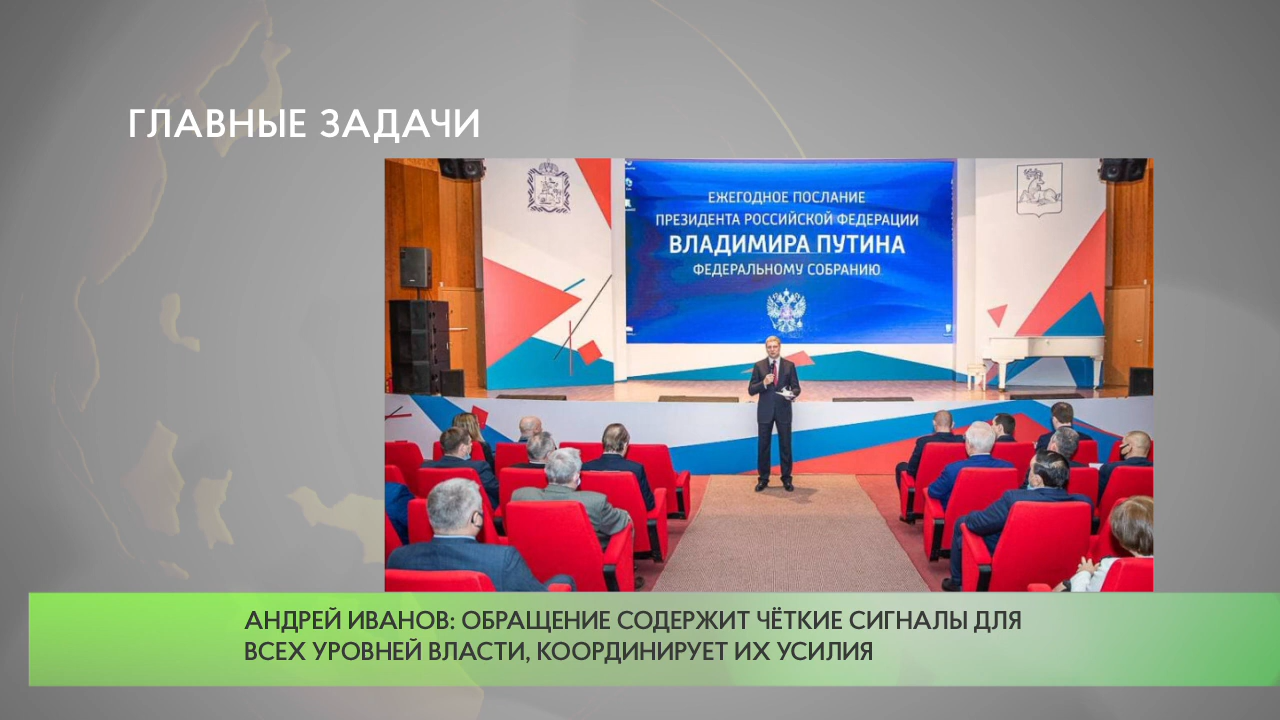 ГЛАВНЫЕ ЗАДАЧИ
ЕЖЕГОДНОЕ ПОСЛАНИЕ
ПРЕЗИДЕНТА РОССИЙСКОЙ ФЕДЕРАЦИИ
ВЛАДИМИРА ПУТИНА
ФЕДЕРАЛЬНОМУ СОБРАНИЮ
АНДРЕЙ ИВАНОВ: ОБРАЩЕНИЕ СОДЕРЖИТ ЧЁТКИЕ СИГНАЛЫ ДЛЯ
ВСЕХ УРОВНЕЙ ВЛАСТИ, КООРДИНИРУЕТ ИХ УСИЛИЯ